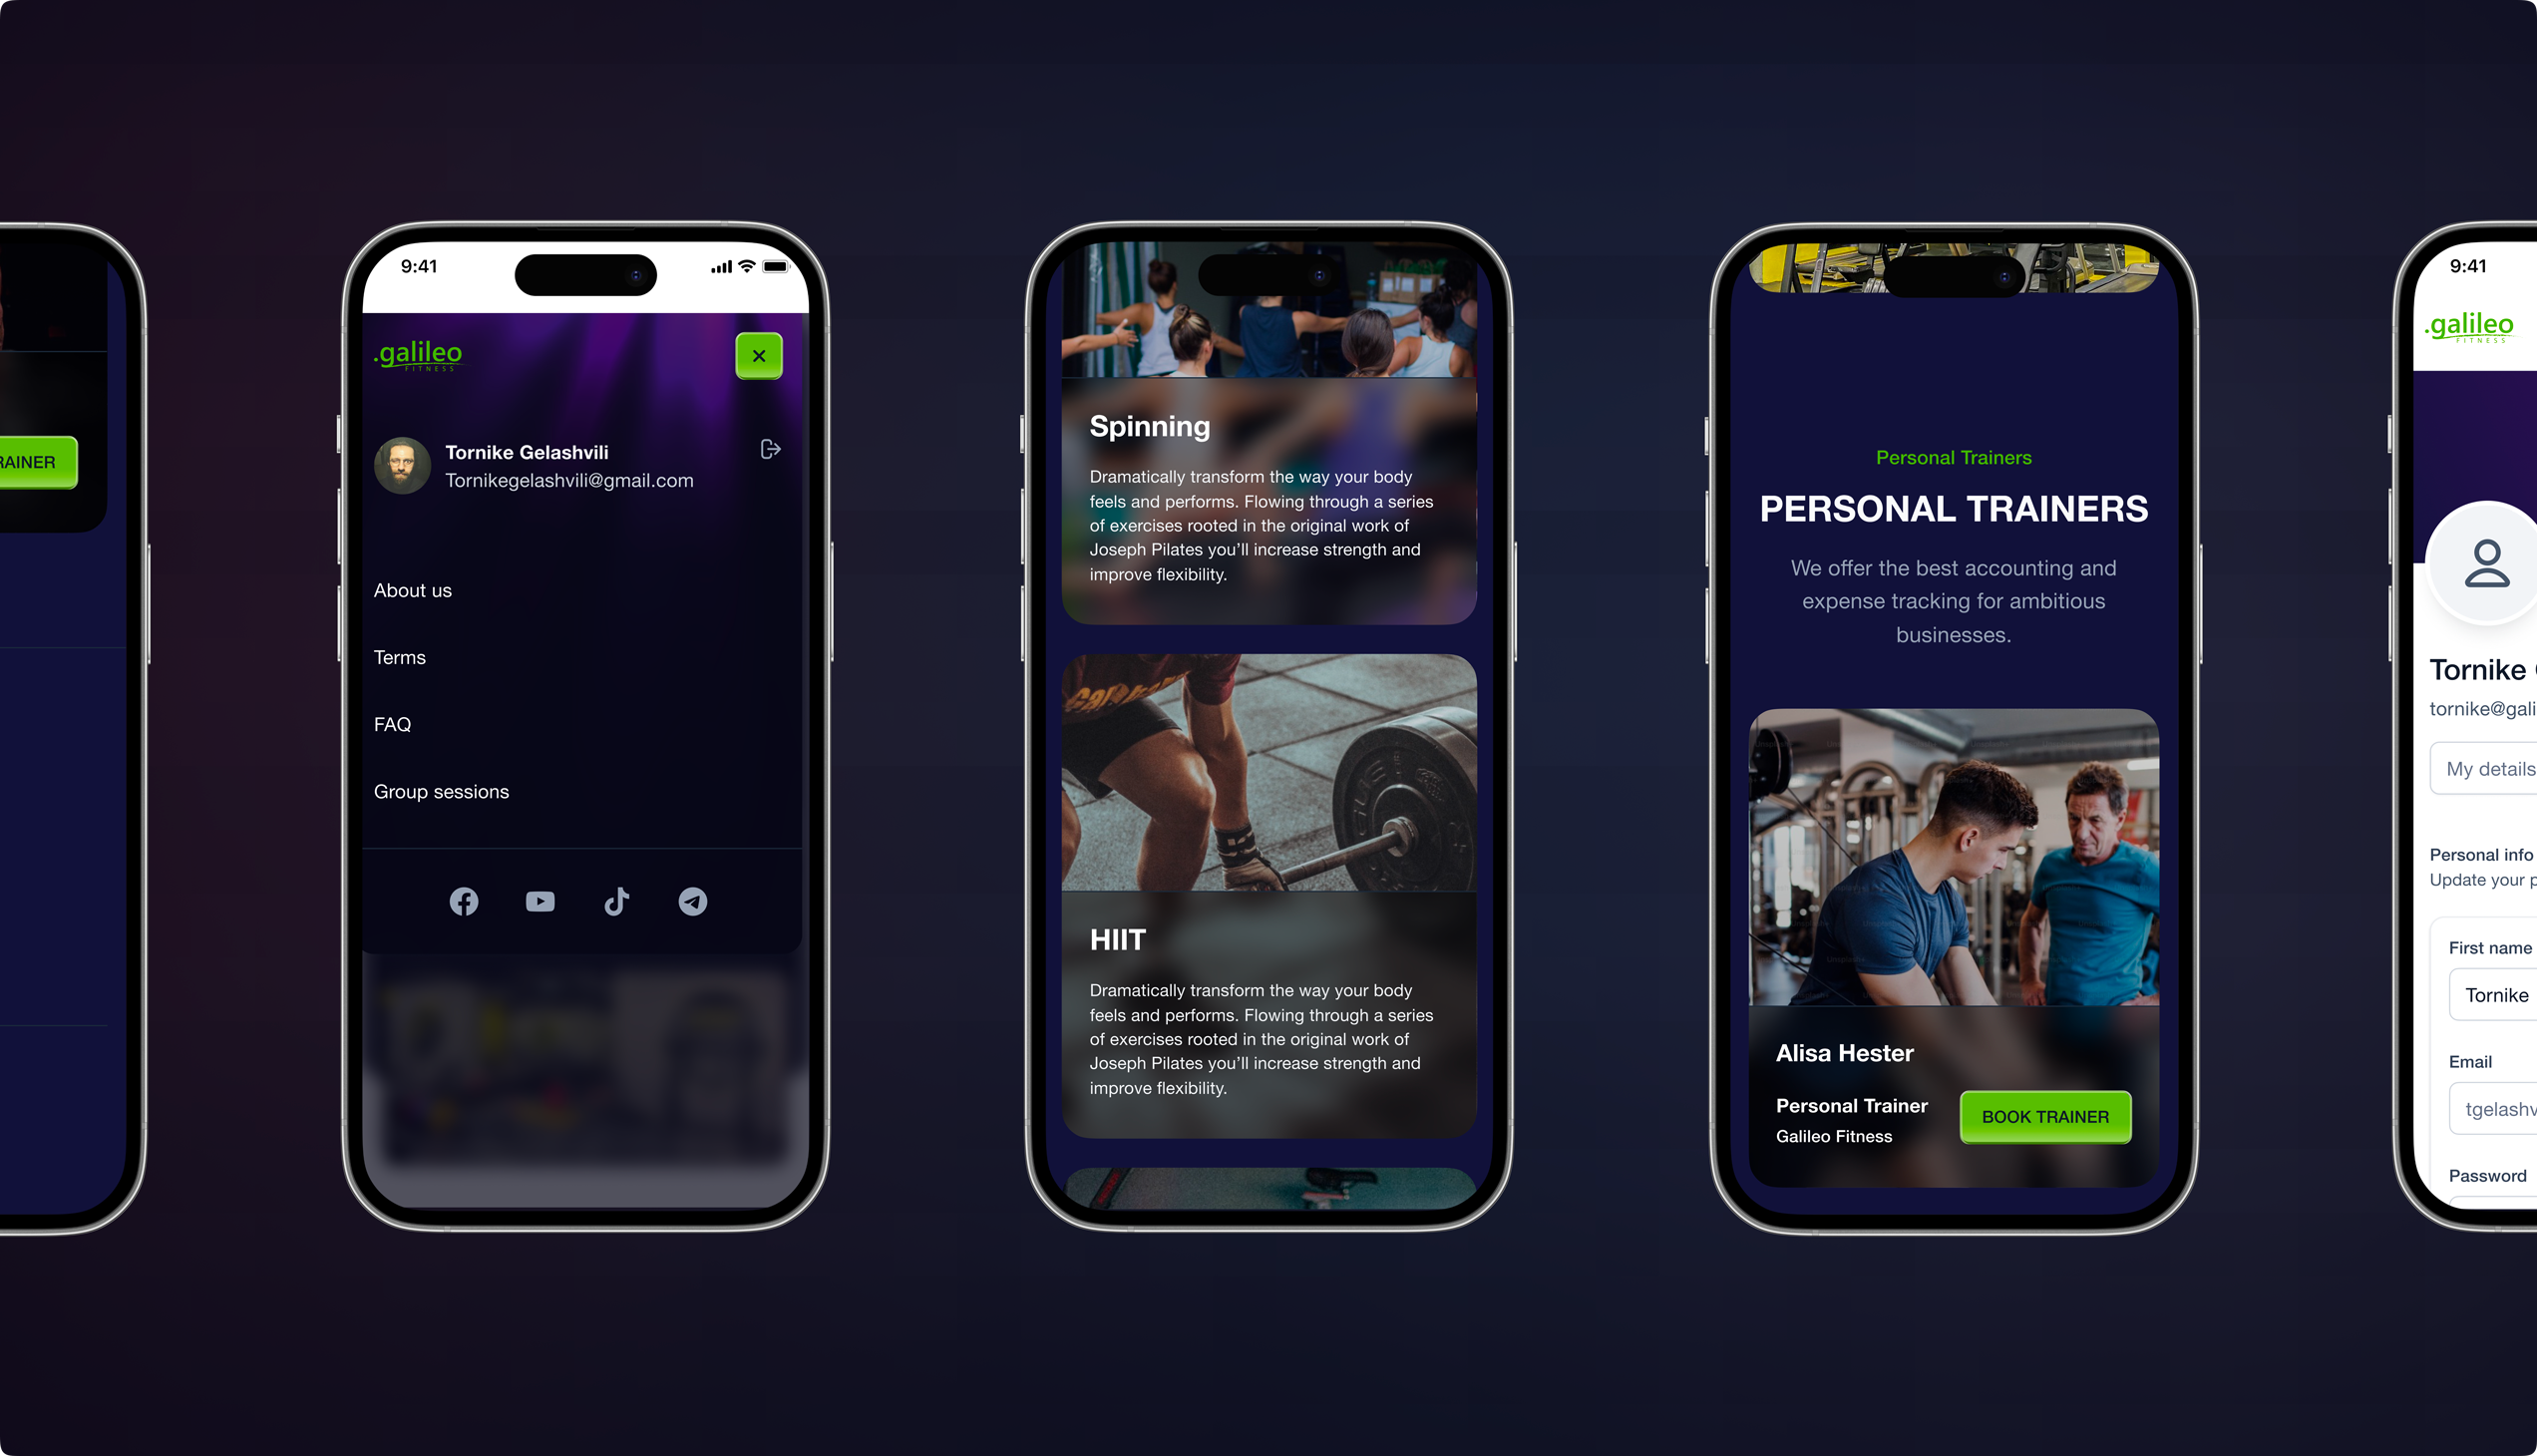 RAINER
9:41
.galileo
FITNESS
Tornike Gelashvili
Tornikegelashvili@gmail.com
About us
Terms
FAQ
Group sessions
Spinning
Dramatically transform the way your body
feels and performs. Flowing through a series
of exercises rooted in the original work of
Joseph Pilates you’ll increase strength and
improve flexibility.
HIIT
Dramatically transform the way your body
feels and performs. Flowing through a series
of exercises rooted in the original work of
Joseph Pilates you’ll increase strength and
improve flexibility.
Personal Trainers
PERSONAL TRAINERS
We offer the best accounting and
expense tracking for ambitious
businesses.
Alisa Hester
Personal Trainer
Galileo Fitness
BOOK TRAINER
9:41
.galileo
FITNESS
Tornike
tornike@gali
My details
Personal info
Update your p
First name
Tornike
Email
tgelashv
Password